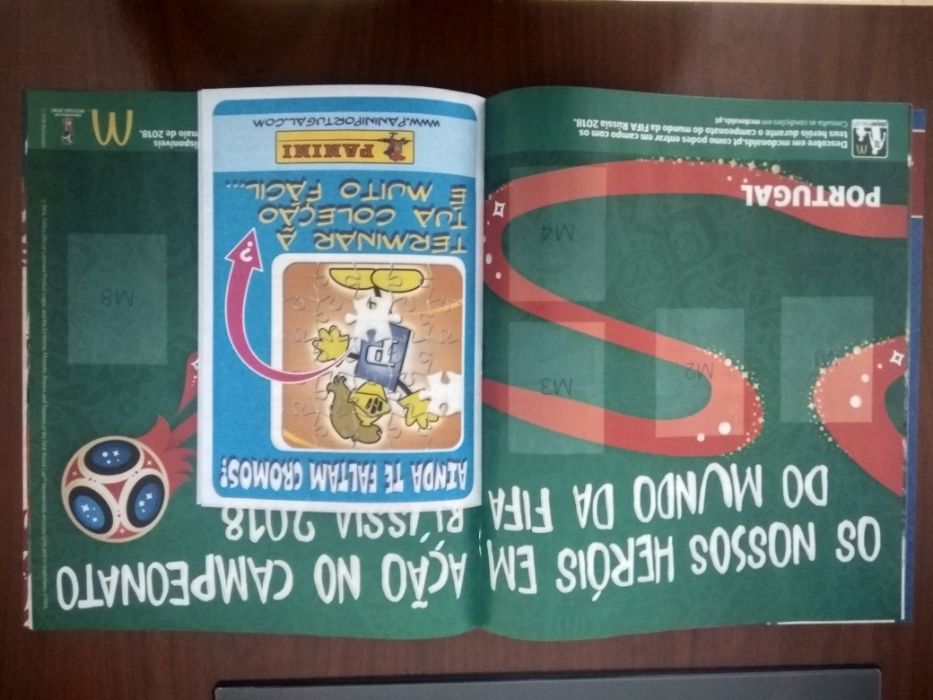 OS NOSSOS HERÓIS EM AÇÃO NO CAMPEONATO
DO MUNDO DA FIFA RÚSSIA 2018
M1
M2
M3
M4
M8
PORTUGAL
Descobre em mcdonalds.pt como podes entrar em campo com os
teus heróis durante o campeonato do mundo da FIFA Rússia 2018.
Consulta as condições em mcdonalds.pt
AINDA TE FALTAM CROMOS?
P
?
TERMINAR A
TUA COLEÇÃO
É MUITO FÁCIL...
PANINI
WWW.PANINIPORTUGAL.COM
maio de 2018.